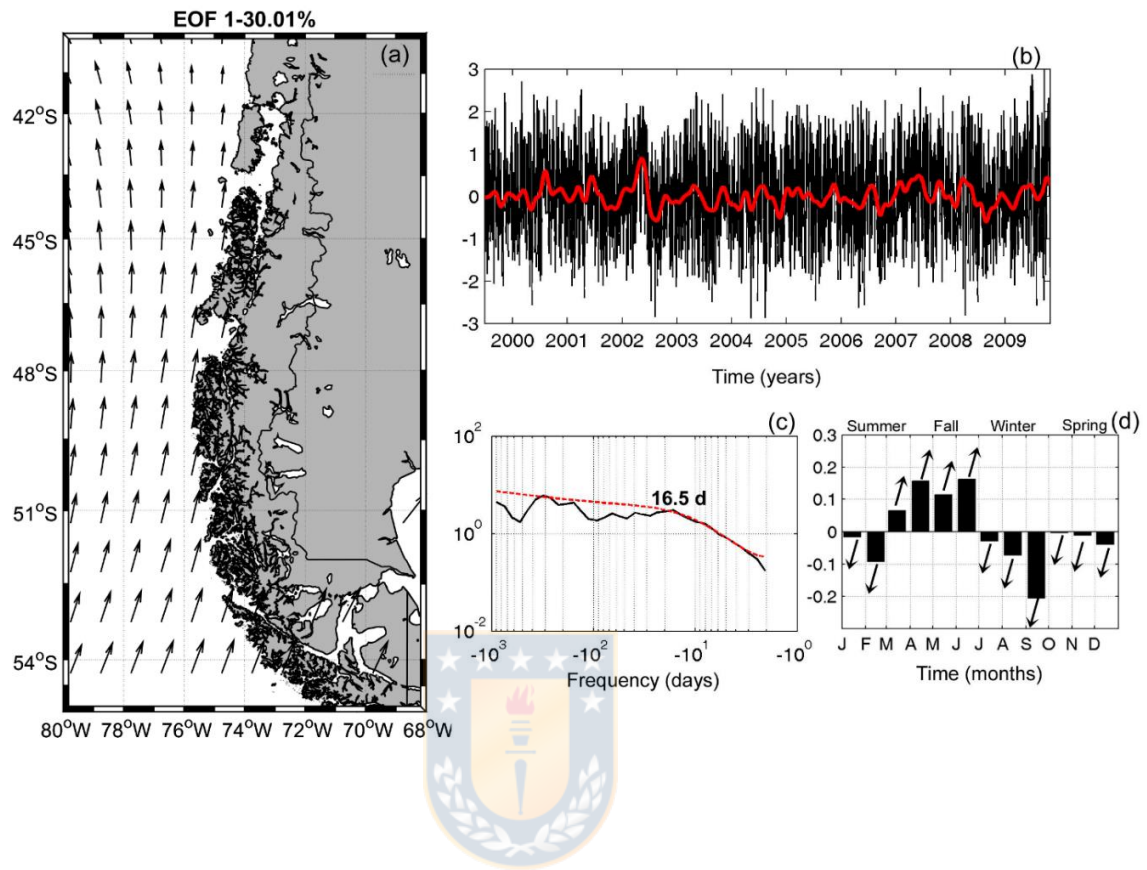 EOF 1-30.01%
(a)
42°S
45°S
48°S
51°S
54°S
80°W 78°W 76°W 74°W 72°W 70°W 68°W
(b)
3
2
1
0
-1
-2
-3
2000 2001 2002 2003 2004 2005 2006 2007 2008 2009
Time (years)
(c)
10²
10⁰
10⁻²
16.5 d
-10³ -10² -10¹ -10⁰
Frequency (days)
(d)
Summer Fall Winter Spring
0.3
0.2
0.1
0
-0.1
-0.2
J F M A M J J A S O N D
Time (months)